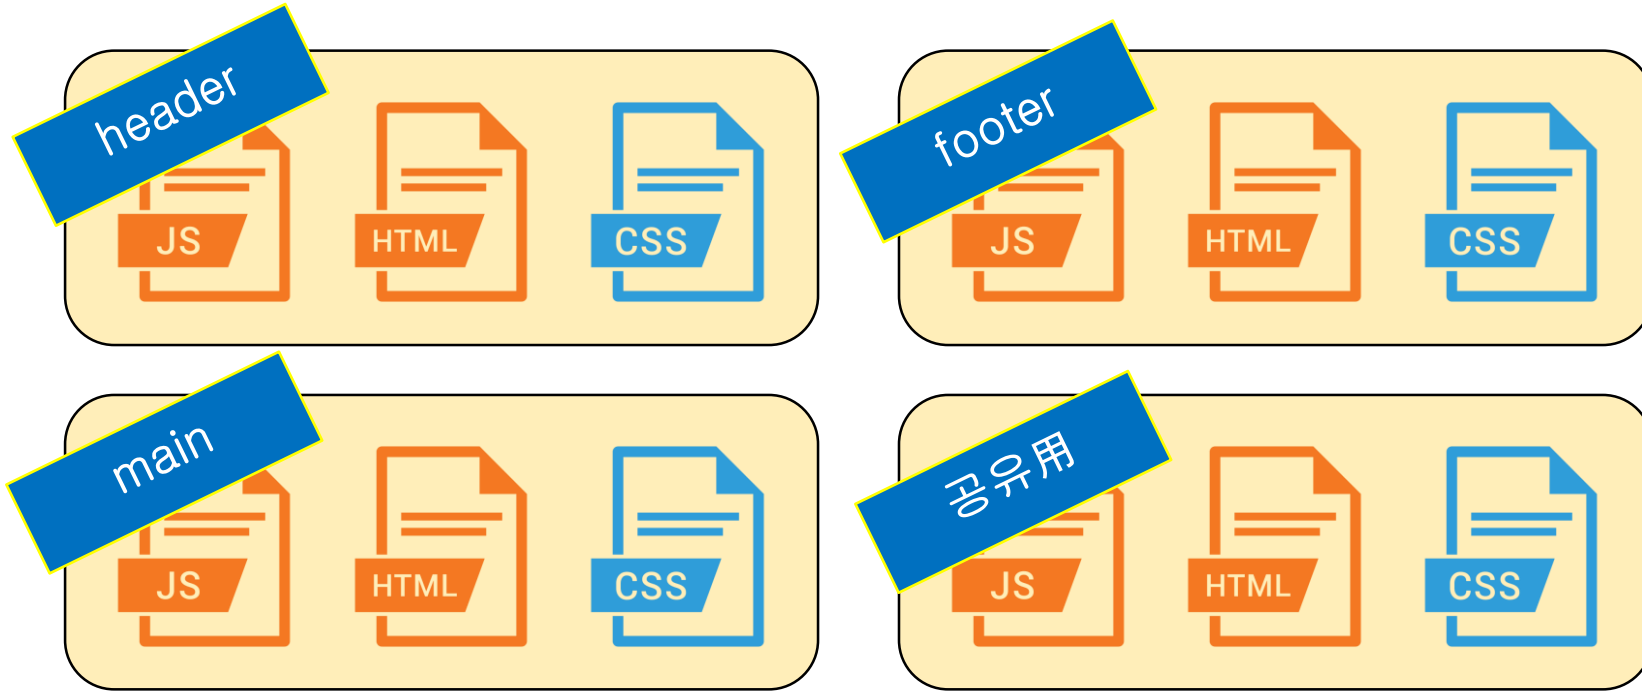 header
JS
HTML
CSS
footer
JS
HTML
CSS
main
JS
HTML
CSS
공유用
JS
HTML
CSS